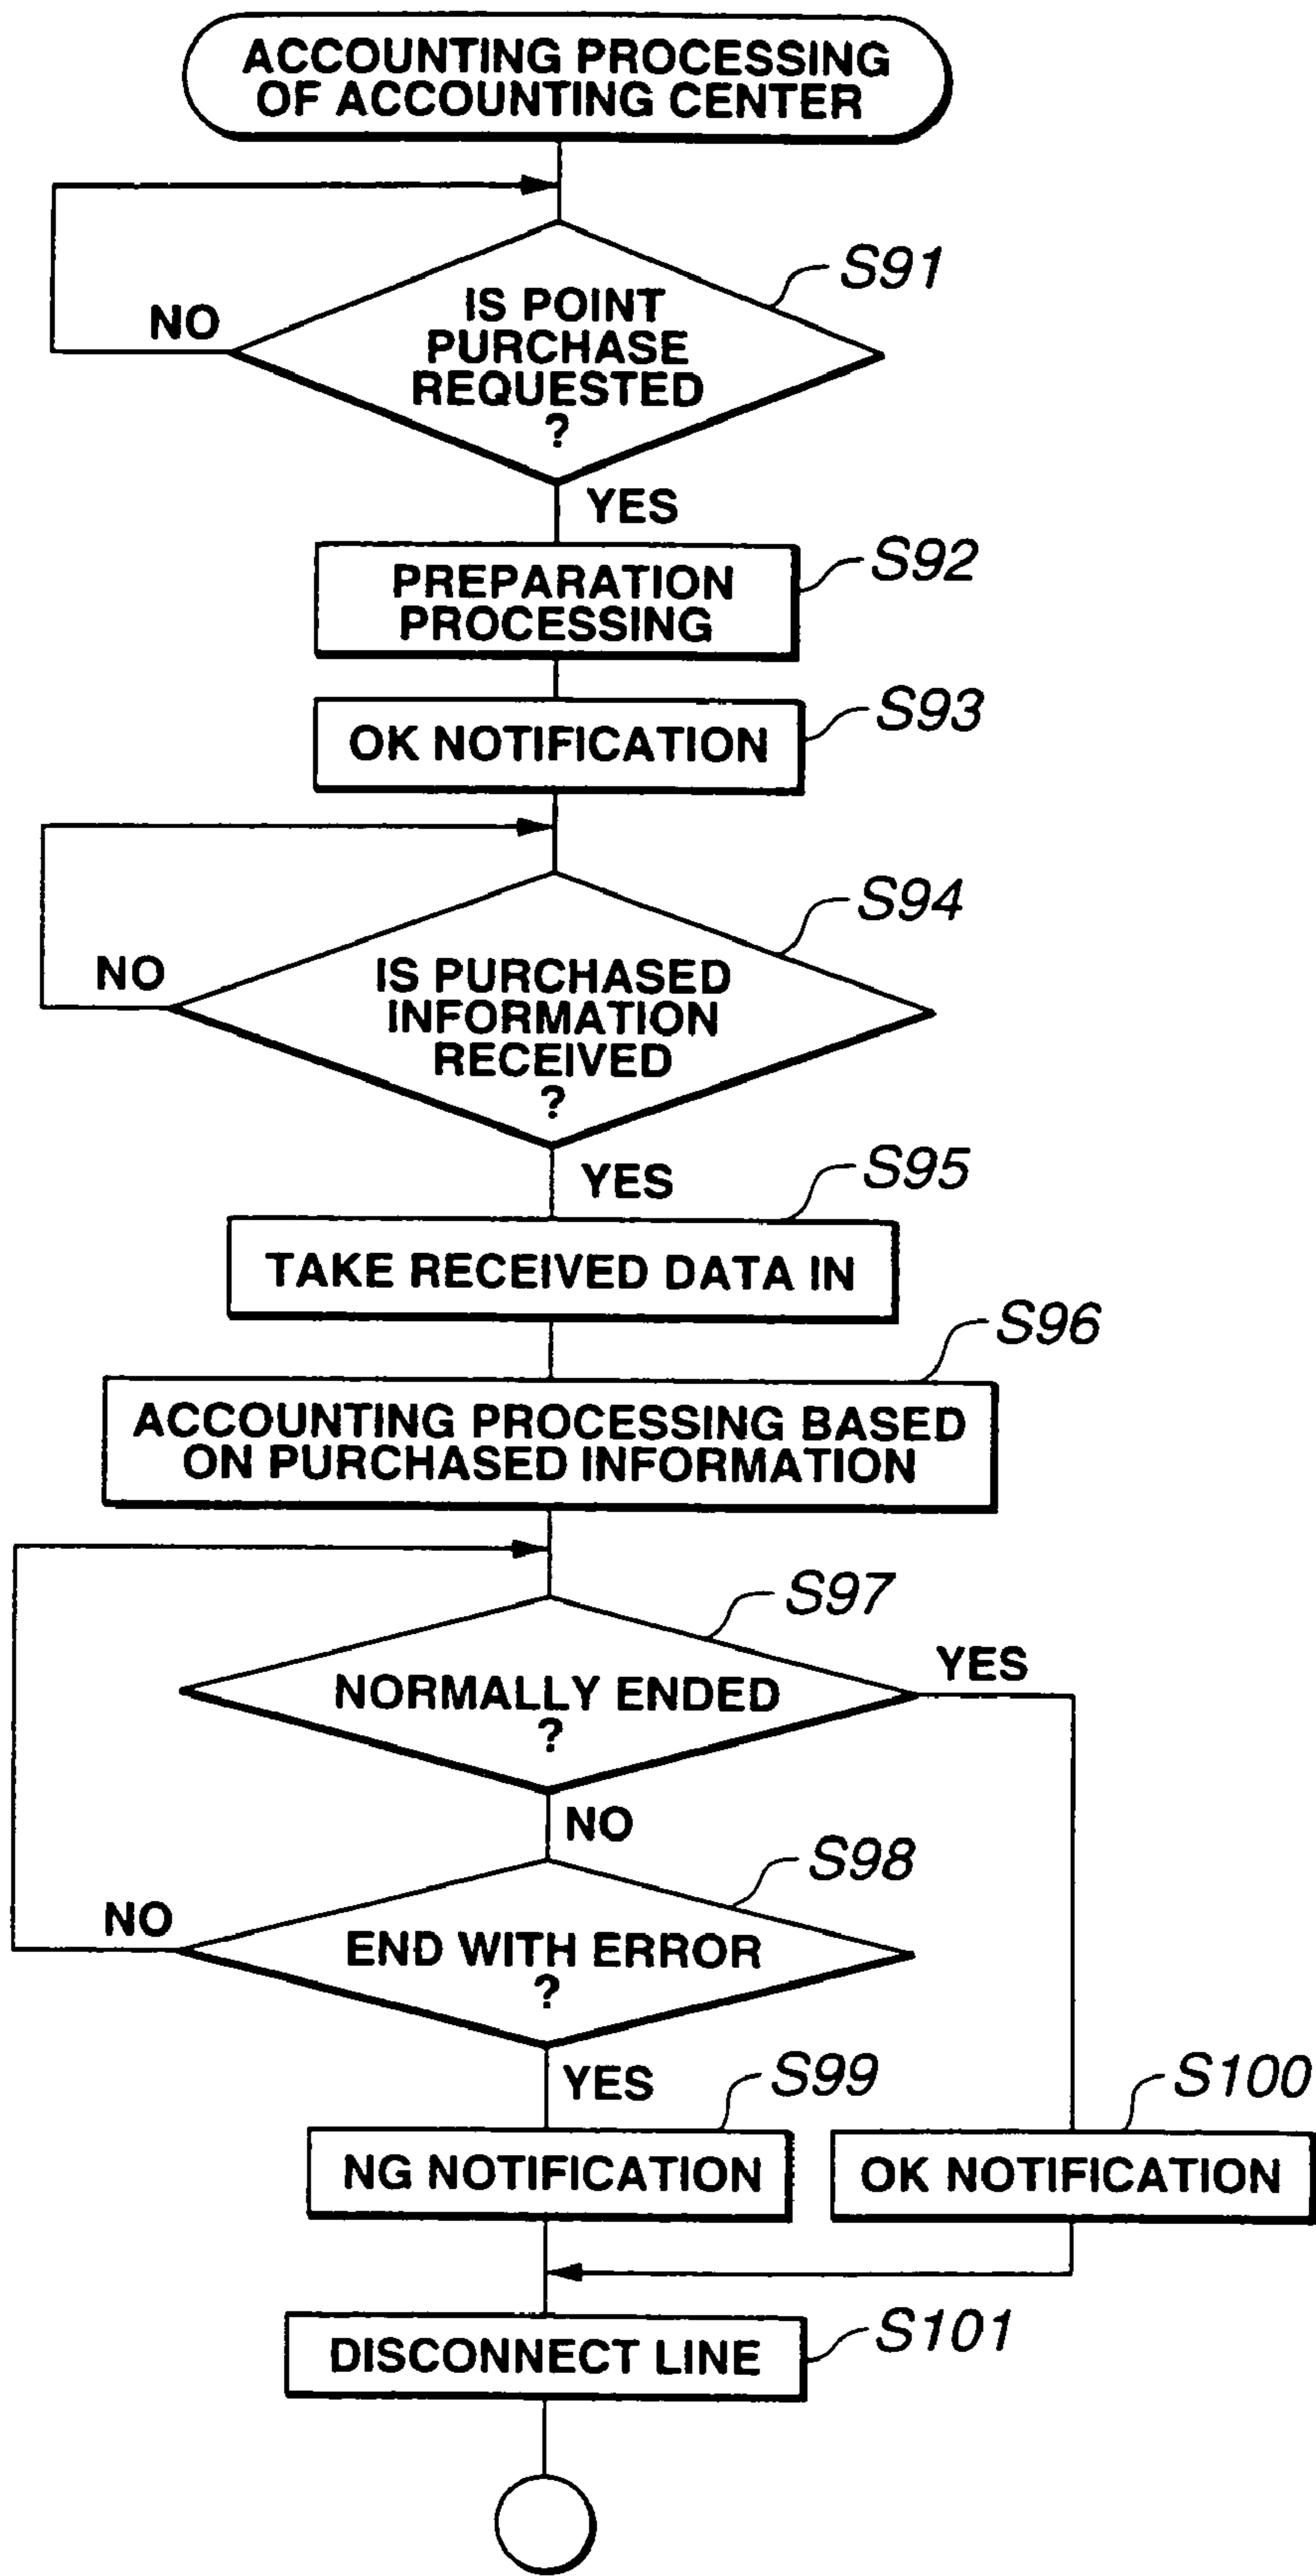 ACCOUNTING PROCESSING
OF ACCOUNTING CENTER
S91
NO
IS POINT
PURCHASE
REQUESTED
?
YES
S92
PREPARATION
PROCESSING
S93
OK NOTIFICATION
S94
NO
IS PURCHASED
INFORMATION
RECEIVED
?
YES
S95
TAKE RECEIVED DATA IN
S96
ACCOUNTING PROCESSING BASED
ON PURCHASED INFORMATION
S97
YES
NORMALLY ENDED
?
NO
S98
NO
END WITH ERROR
?
YES
S99
S100
NG NOTIFICATION
OK NOTIFICATION
S101
DISCONNECT LINE